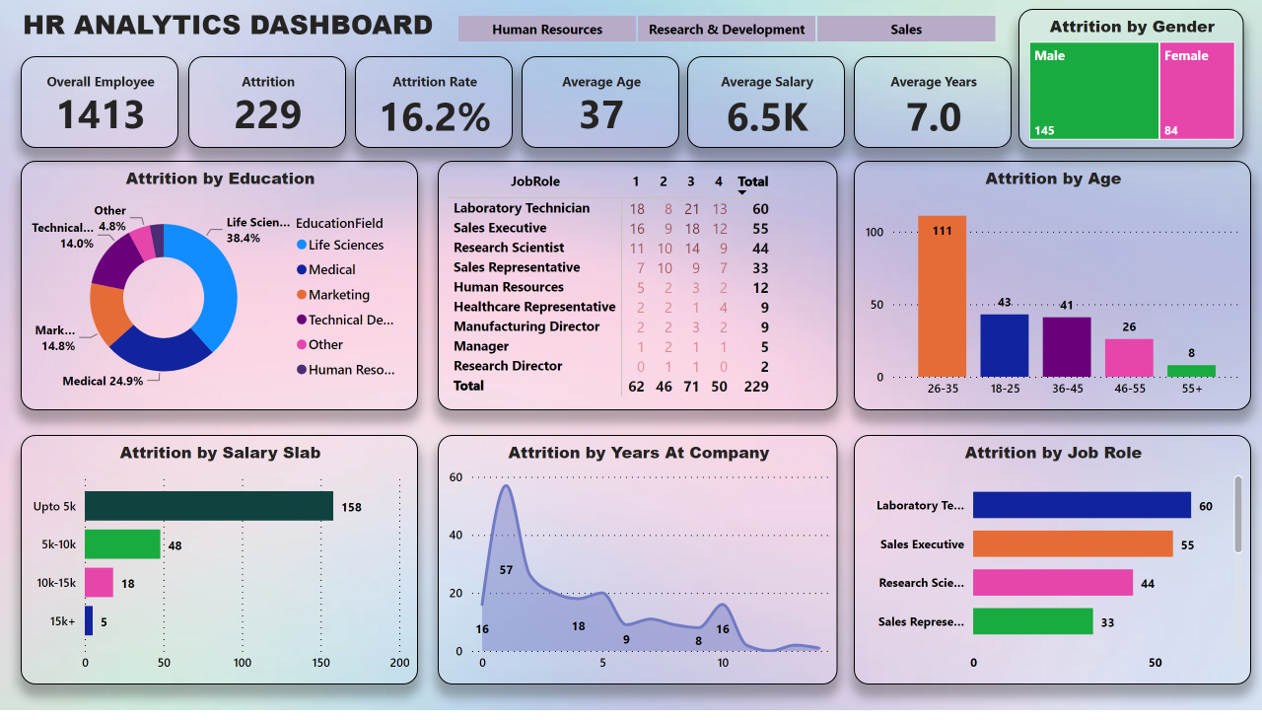 HR ANALYTICS DASHBOARD
Human Resources
Research & Development
Sales
Overall Employee
1413
Attrition
229
Attrition Rate
16.2%
Average Age
37
Average Salary
6.5K
Average Years
7.0
Attrition by Gender
Male
Female
145
84
Attrition by Education
Other
4.8%
Technical...
14.0%
Life Scien...
38.4%
Mark...
14.8%
Medical 24.9%
EducationField
Life Sciences
Medical
Marketing
Technical De...
Other
Human Reso...
JobRole 1 2 3 4 Total
Laboratory Technician 18 8 21 13 60
Sales Executive 16 9 18 12 55
Research Scientist 11 10 14 9 44
Sales Representative 7 10 9 7 33
Human Resources 5 2 3 2 12
Healthcare Representative 2 2 1 4 9
Manufacturing Director 2 2 3 2 9
Manager 1 2 1 1 5
Research Director 0 1 1 0 2
Total 62 46 71 50 229
Attrition by Age
100
50
0
111
43
41
26
8
26-35
18-25
36-45
46-55
55+
Attrition by Salary Slab
Upto 5k 158
5k-10k 48
10k-15k 18
15k+ 5
0 50 100 150 200
Attrition by Years At Company
60
40
20
0
16
57
18
9
8
16
0 5 10
Attrition by Job Role
Laboratory Te... 60
Sales Executive 55
Research Scie... 44
Sales Represe... 33
0 50